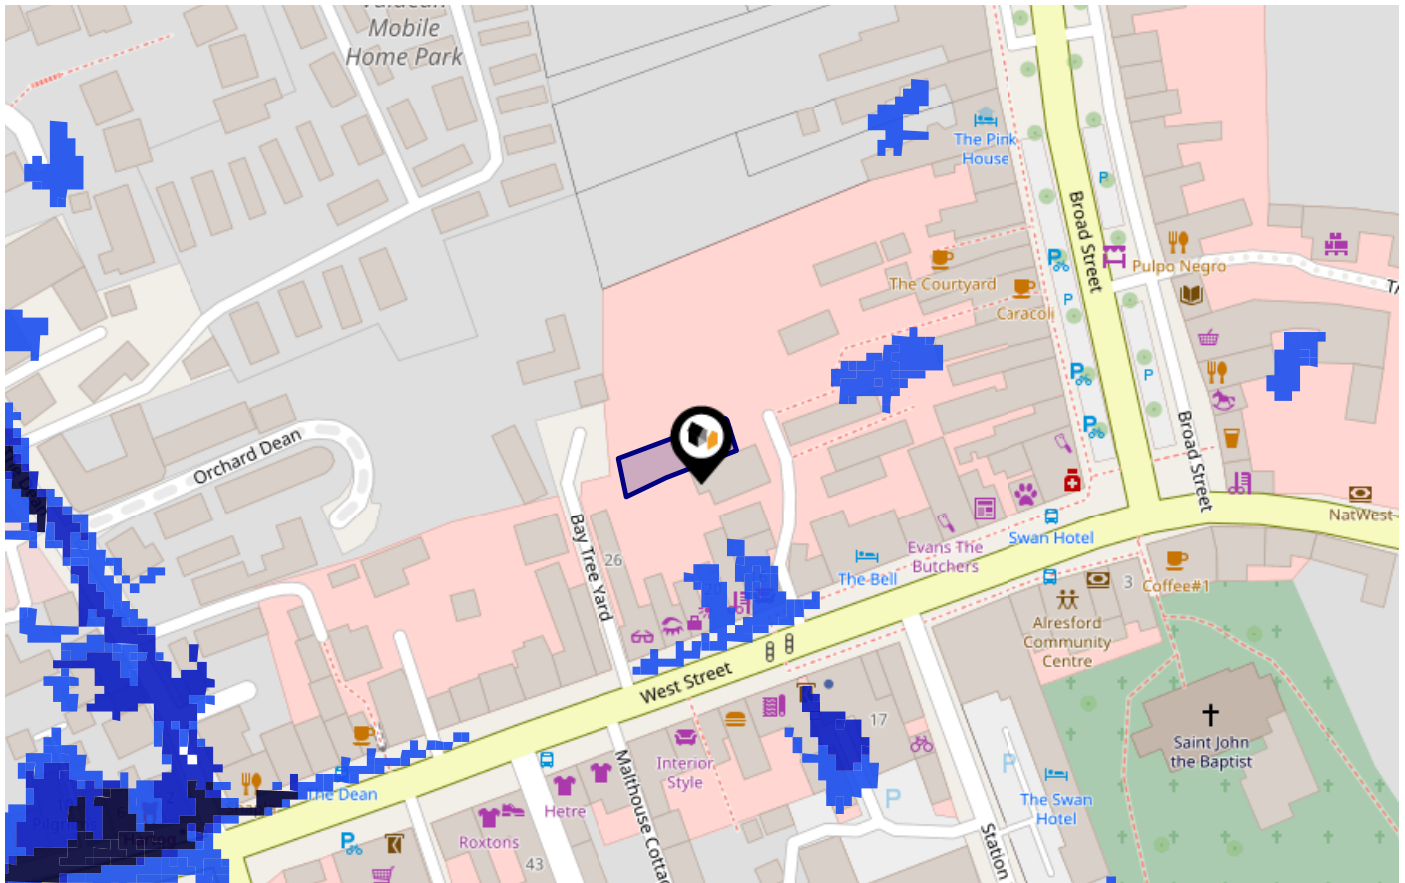 Mobile
Home Park
The Pink
House
P
Broad Street
Pulpo Negro
The Courtyard
Caracoli
P
P
P
P
P
Broad Street
Orchard Dean
NatWest
Swan Hotel
Evans The
Butchers
The Bell
Bay Tree Yard
26
3
Coffee#1
Alresford
Community
Centre
West Street
17
Saint John
the Baptist
Interior
Style
Malthouse Cotta
The Dean
Hetre
P
P
The Swan
Hotel
Roxtons
P
43
Station